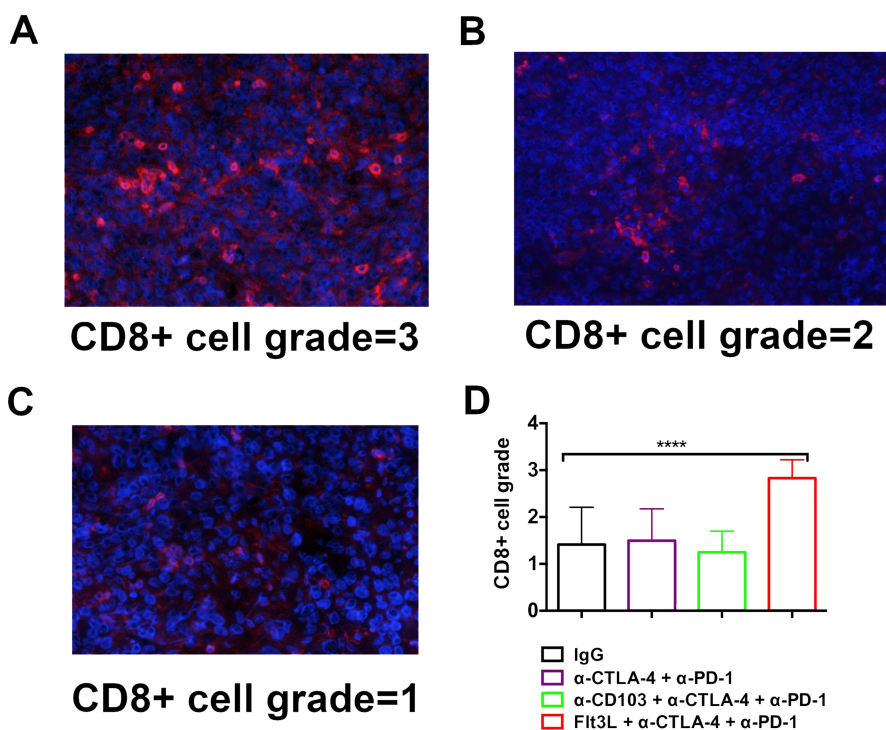 A
B
CD8+ cell grade=3
CD8+ cell grade=2
C
D
CD8+ cell grade=1
CD8+ cell grade
4
3
2
1
0
****
IgG
α-CTLA-4 + α-PD-1
α-CD103 + α-CTLA-4 + α-PD-1
Flt3L + α-CTLA-4 + α-PD-1